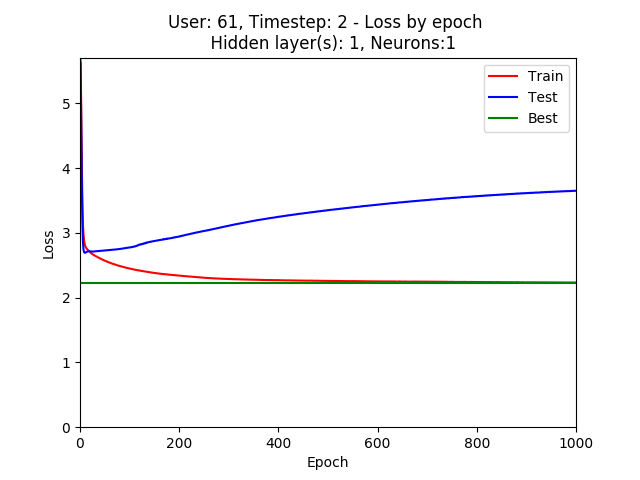 User: 61, Timestep: 2 - Loss by epoch
Hidden layer(s): 1, Neurons:1
Train
Test
Best
5
4
3
2
1
0
Loss
0 200 400 600 800 1000
Epoch